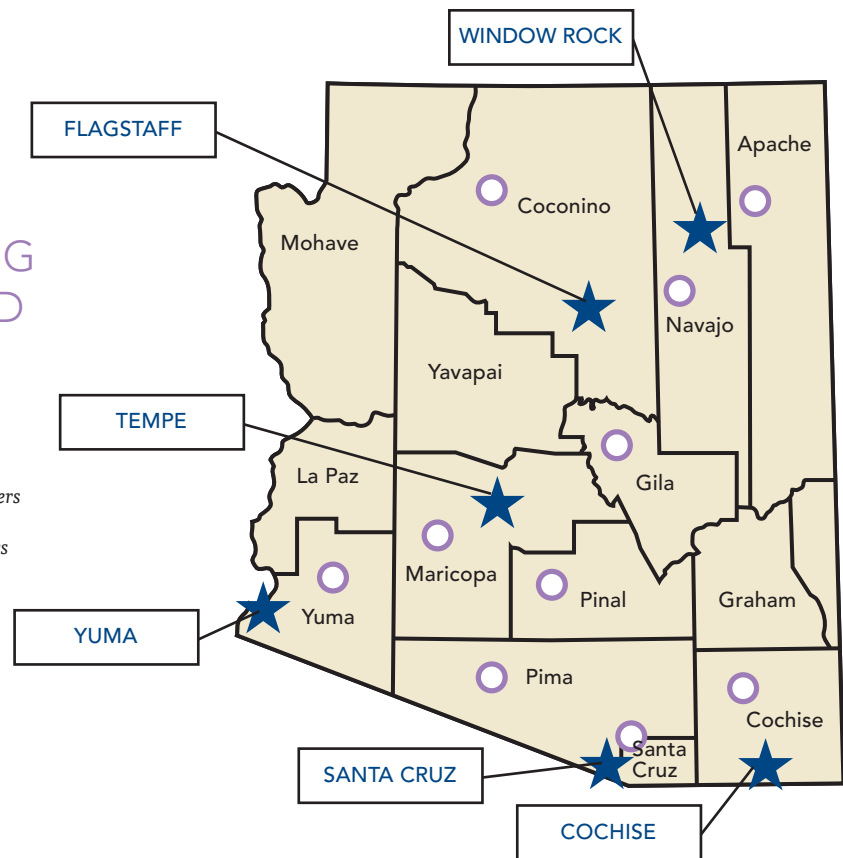 WINDOW ROCK
FLAGSTAFF
Apache
Coconino
Mohave
G
D
Navajo
Yavapai
TEMPE
La Paz
Gila
Maricopa
Pinal
Graham
Yuma
YUMA
Pima
Cochise
Santa
Cruz
SANTA CRUZ
COCHISE